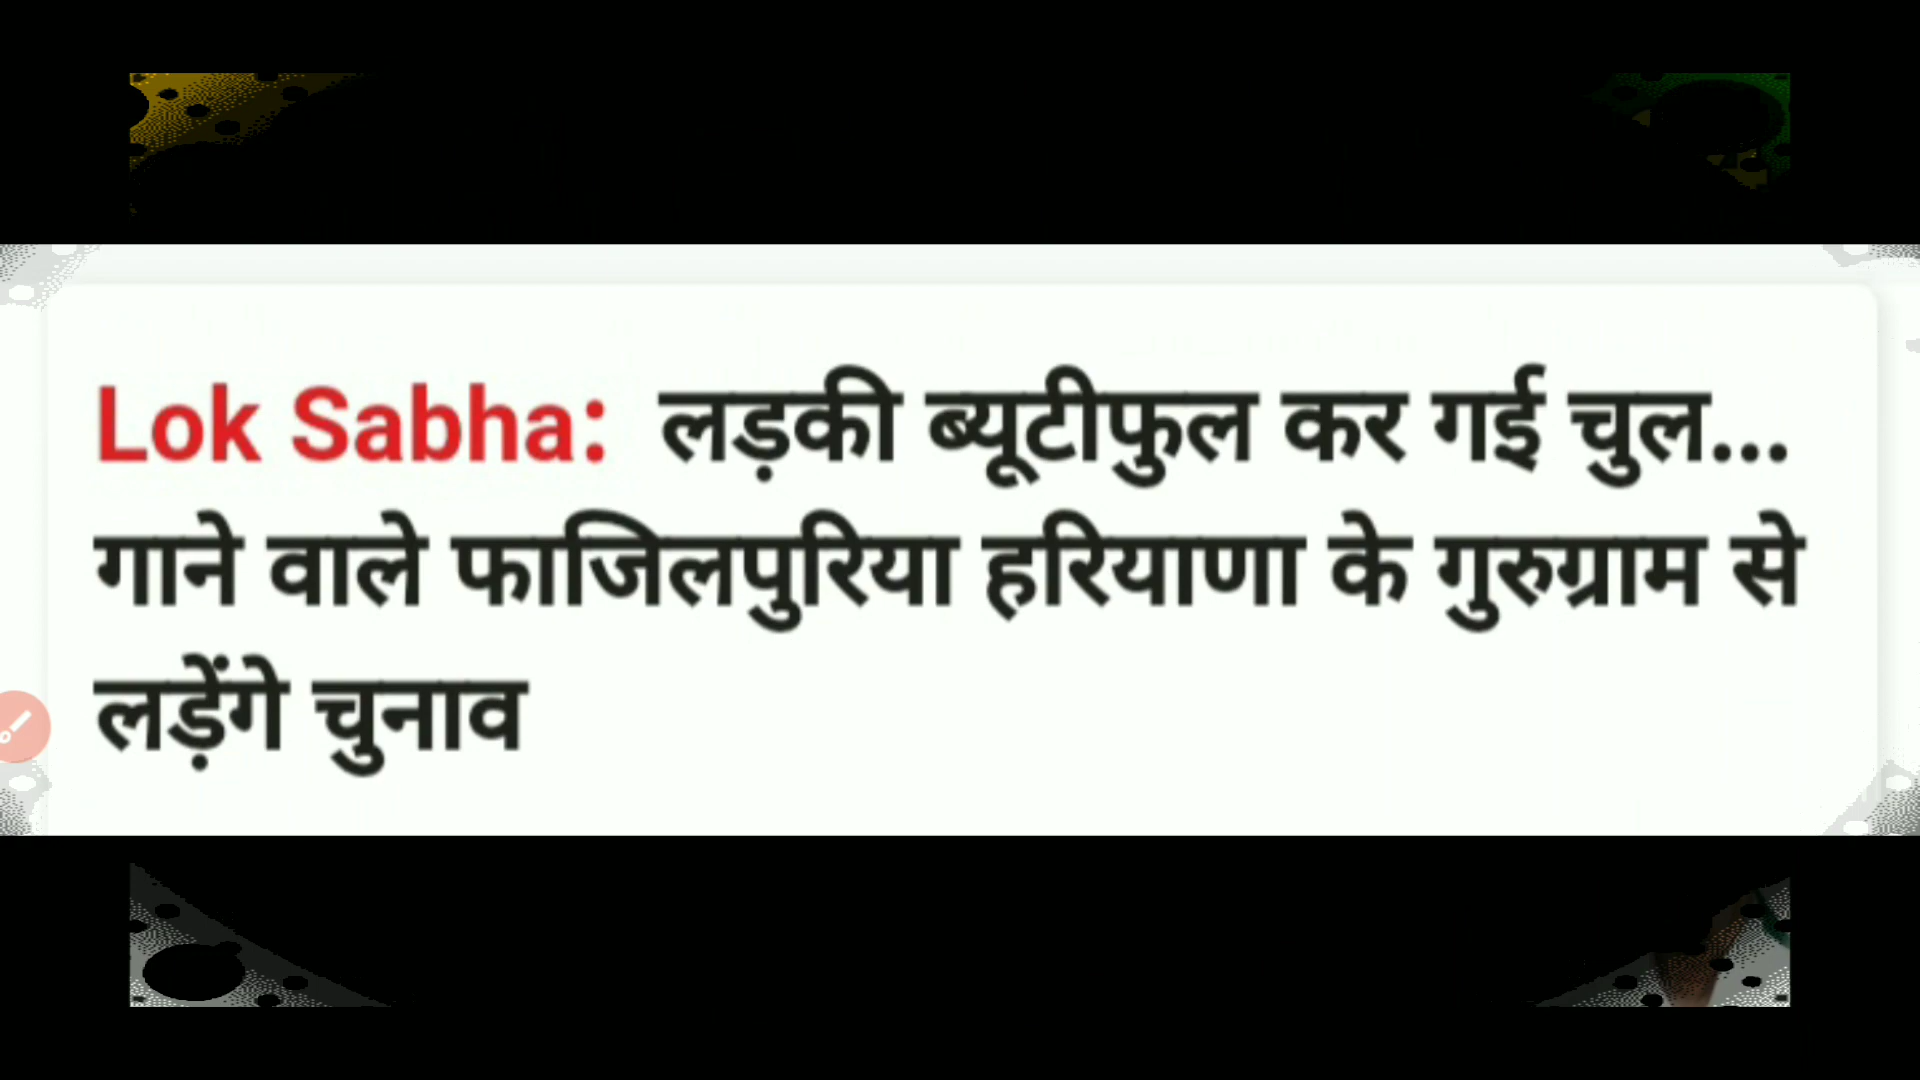 Lok Sabha: लड़की ब्यूटीफुल कर गई चुल...
गाने वाले फाजिलपुरिया हरियाणा के गुरुग्राम से
लड़ेंगे चुनाव